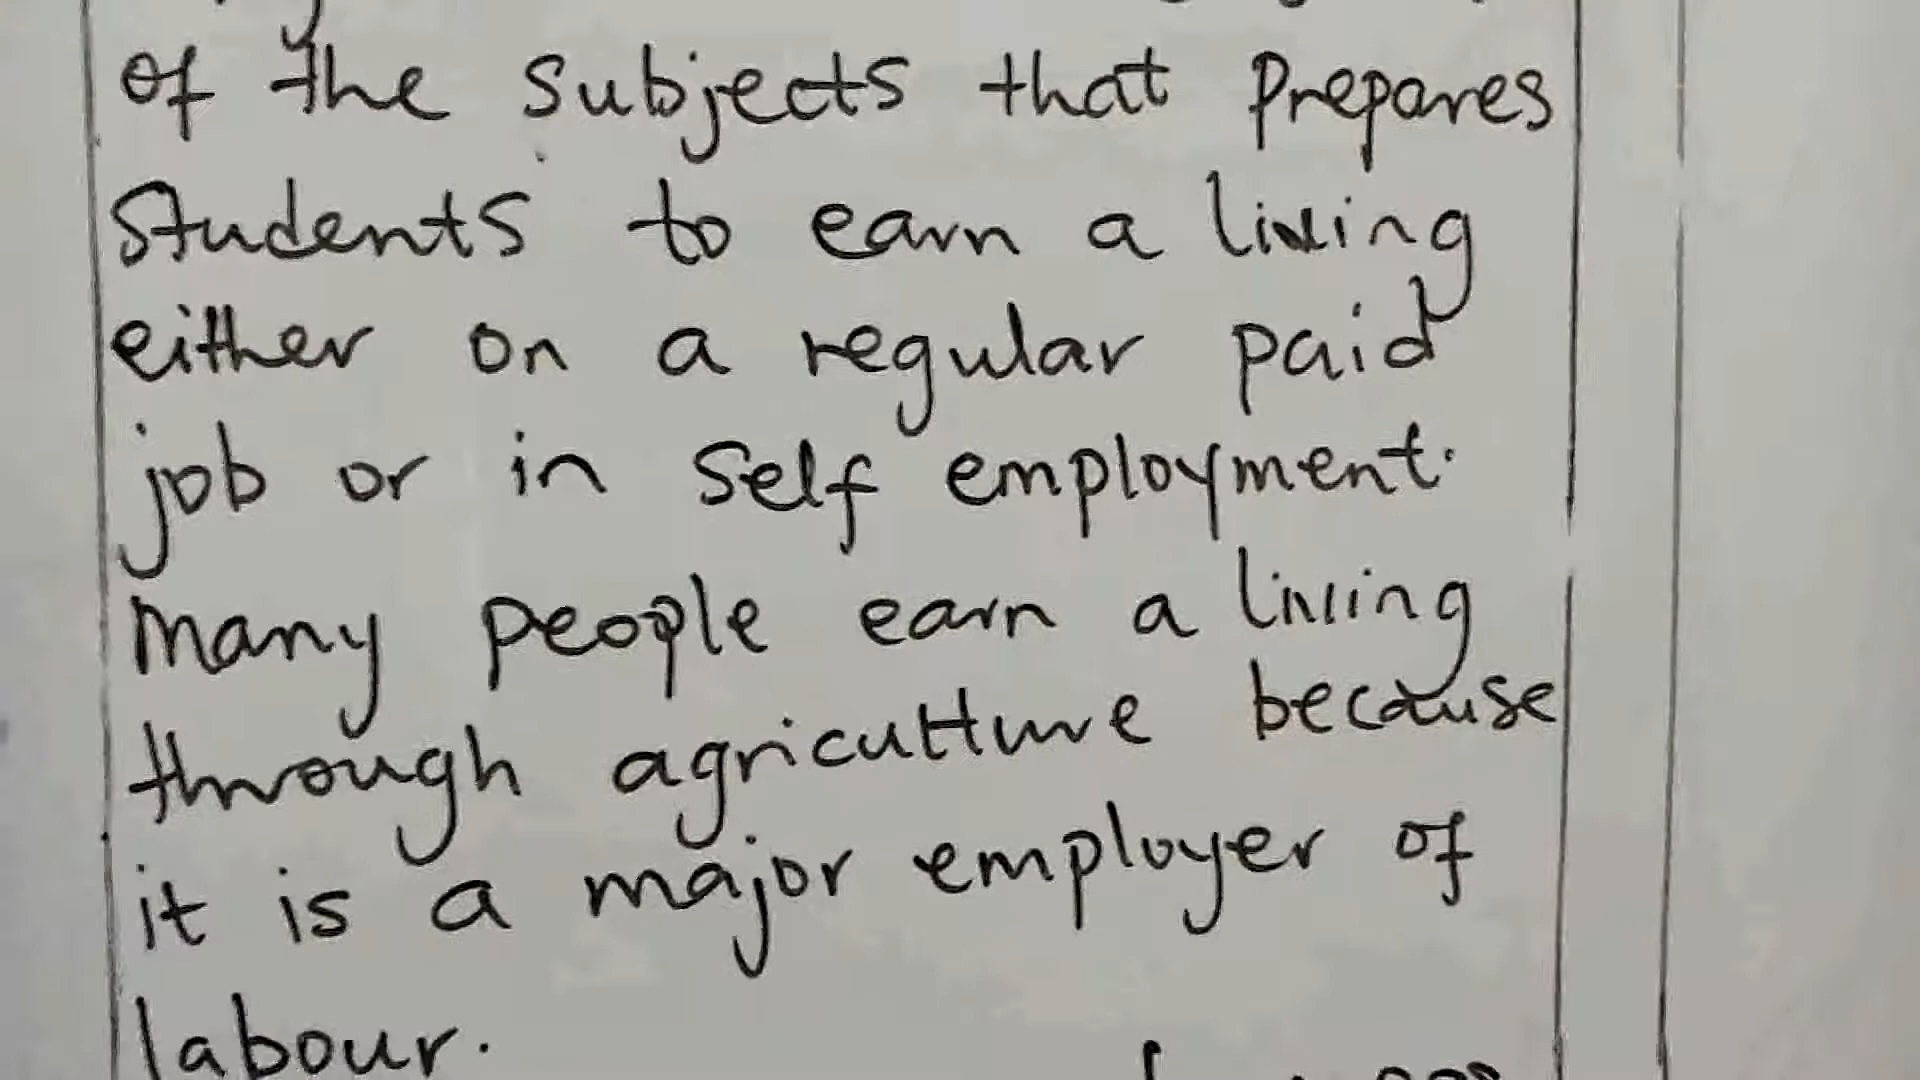 of the subjects that prepares
students to earn a living
either on a regular paid
job or in self employment.
many people earn a living
through agriculture because
it is a major employer of
labour.